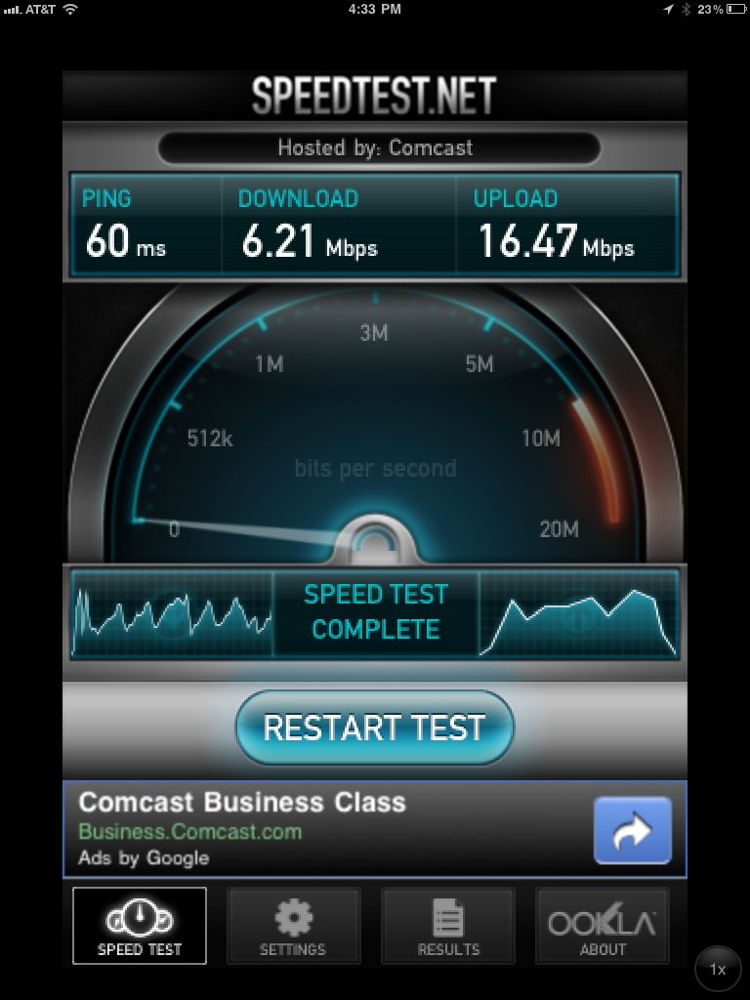 AT&T 4:33 PM 23%
SPEEDTEST.NET
Hosted by: Comcast
PING DOWNLOAD UPLOAD
60 ms 6.21 Mbps 16.47 Mbps
3M
1M 5M
512k 10M
bits per second
0 20M
SPEED TEST
COMPLETE
RESTART TEST
Comcast Business Class
Business.Comcast.com
Ads by Google
OOKLA
SPEED TEST SETTINGS RESULTS ABOUT
1x